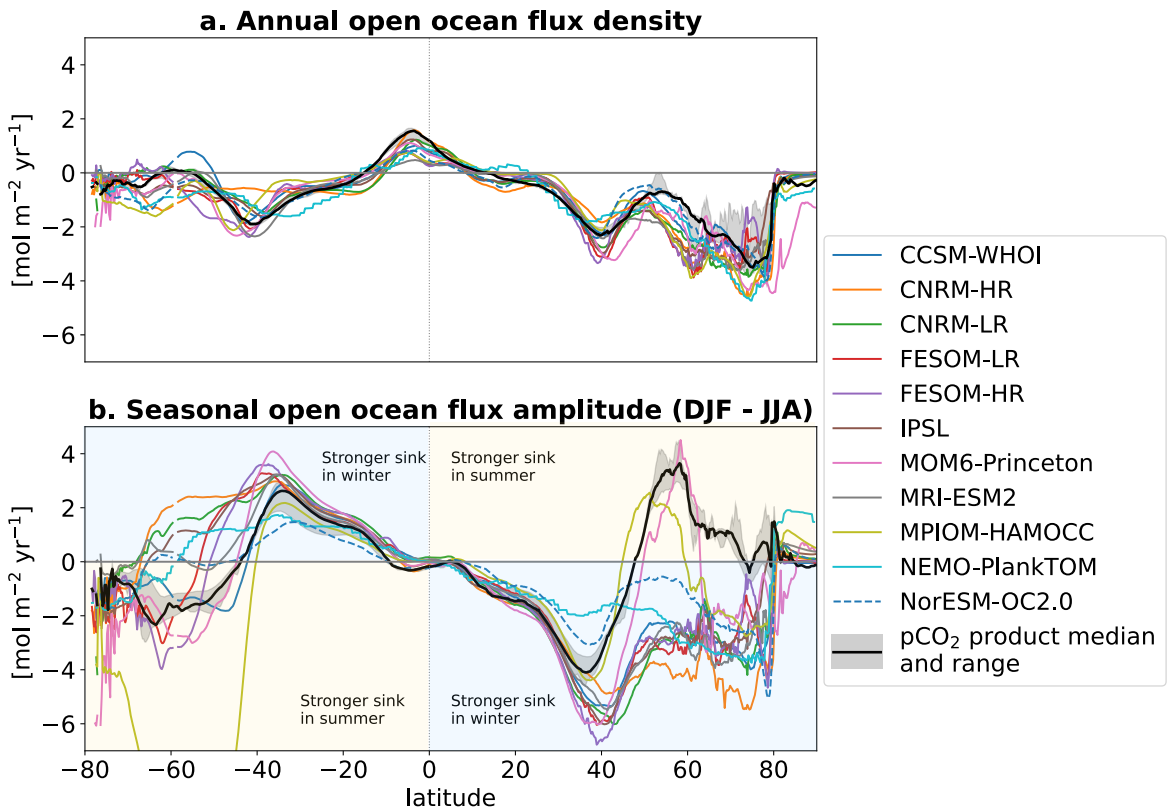 a. Annual open ocean flux density
[mol m⁻² yr⁻¹]
4
2
0
−2
−4
−6
b. Seasonal open ocean flux amplitude (DJF - JJA)
[mol m⁻² yr⁻¹]
4
2
0
−2
−4
−6
Stronger sink
in winter
Stronger sink
in summer
Stronger sink
in summer
Stronger sink
in winter
−80 −60 −40 −20 0 20 40 60 80
latitude
CCSM-WHOI
CNRM-HR
CNRM-LR
FESOM-LR
FESOM-HR
IPSL
MOM6-Princeton
MRI-ESM2
MPIOM-HAMOCC
NEMO-PlankTOM
NorESM-OC2.0
pCO₂ product median
and range